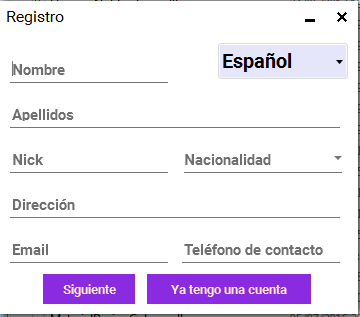 Registro
Español
Nombre
Apellidos
Nick
Nacionalidad
Dirección
Email
Teléfono de contacto
Siguiente
Ya tengo una cuenta